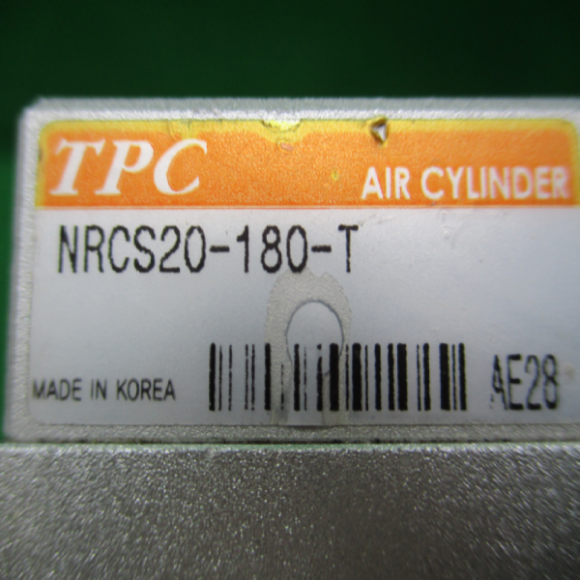 TPC AIR CYLINDER
NRCS20-180-T
MADE IN KOREA AE28